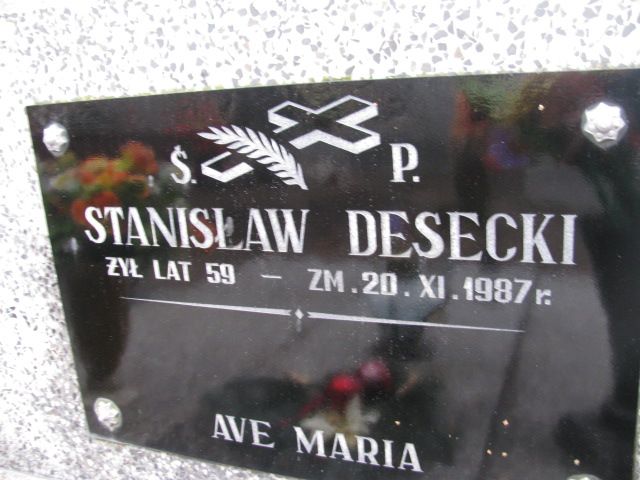 Ś. P.
STANISŁAW DESECKI
ŻYŁ LAT 59 — ZM. 20. XI. 1987 r.
AVE MARIA